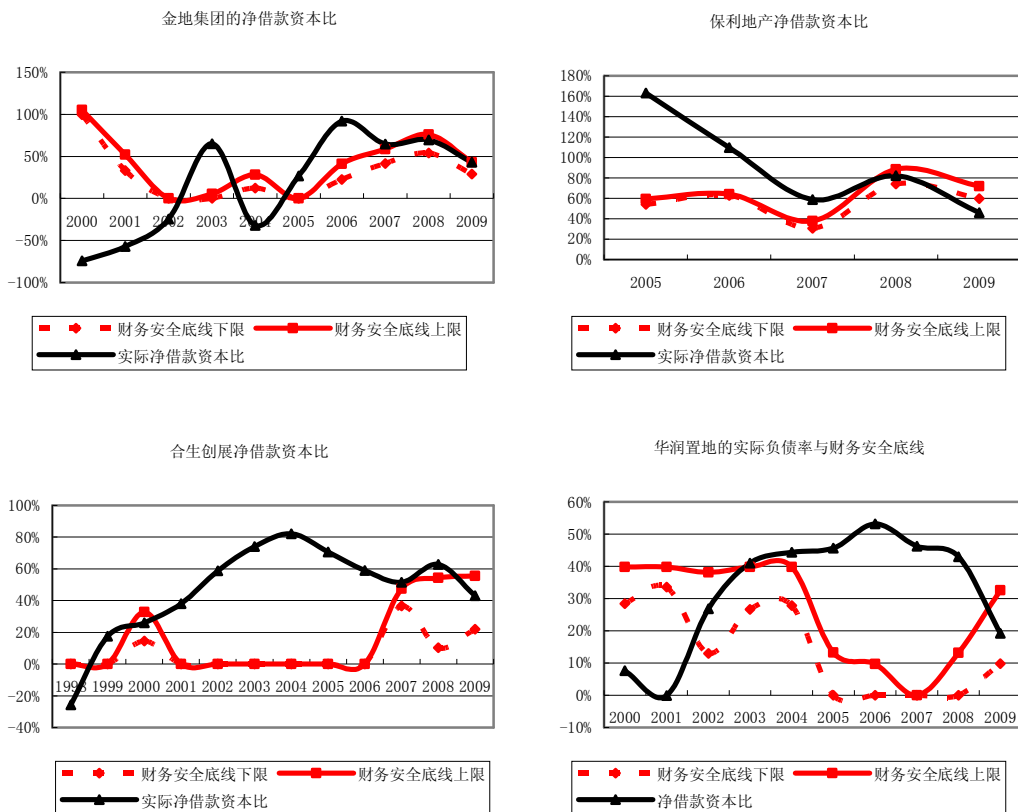 金地集团的净借款资本比
150%
100%
50%
0%
-50%
-100%
2000 2001 2002 2003 2004 2005 2006 2007 2008 2009
财务安全底线下限 财务安全底线上限
实际净借款资本比
保利地产净借款资本比
180%
160%
140%
120%
100%
80%
60%
40%
20%
0%
2005 2006 2007 2008 2009
财务安全底线下限 财务安全底线上限
实际净借款资本比
合生创展净借款资本比
100%
80%
60%
40%
20%
0%
-20%
-40%
1998 1999 2000 2001 2002 2003 2004 2005 2006 2007 2008 2009
财务安全底线下限 财务安全底线上限
实际净借款资本比
华润置地的实际负债率与财务安全底线
60%
50%
40%
30%
20%
10%
0%
-10%
2000 2001 2002 2003 2004 2005 2006 2007 2008 2009
财务安全底线下限 财务安全底线上限
净借款资本比